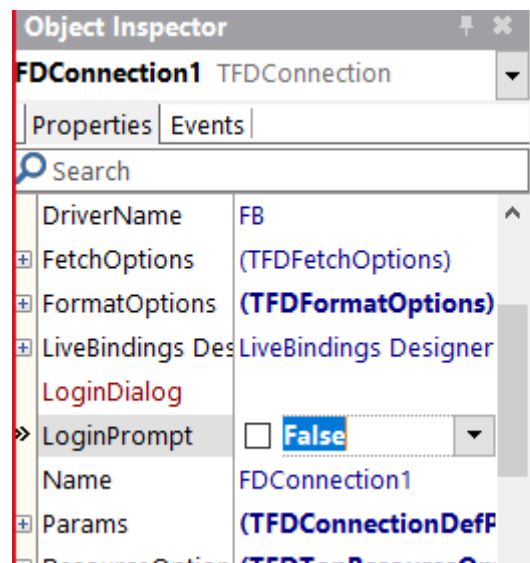 Object Inspector
FDConnection1 TFDConnection
Properties Events
Search
DriverName FB
FetchOptions (TFDFetchOptions)
FormatOptions (TFDFormatOptions)
LiveBindings Des LiveBindings Designer
LoginDialog
LoginPrompt False
Name FDConnection1
Params (TFDConnectionDefP